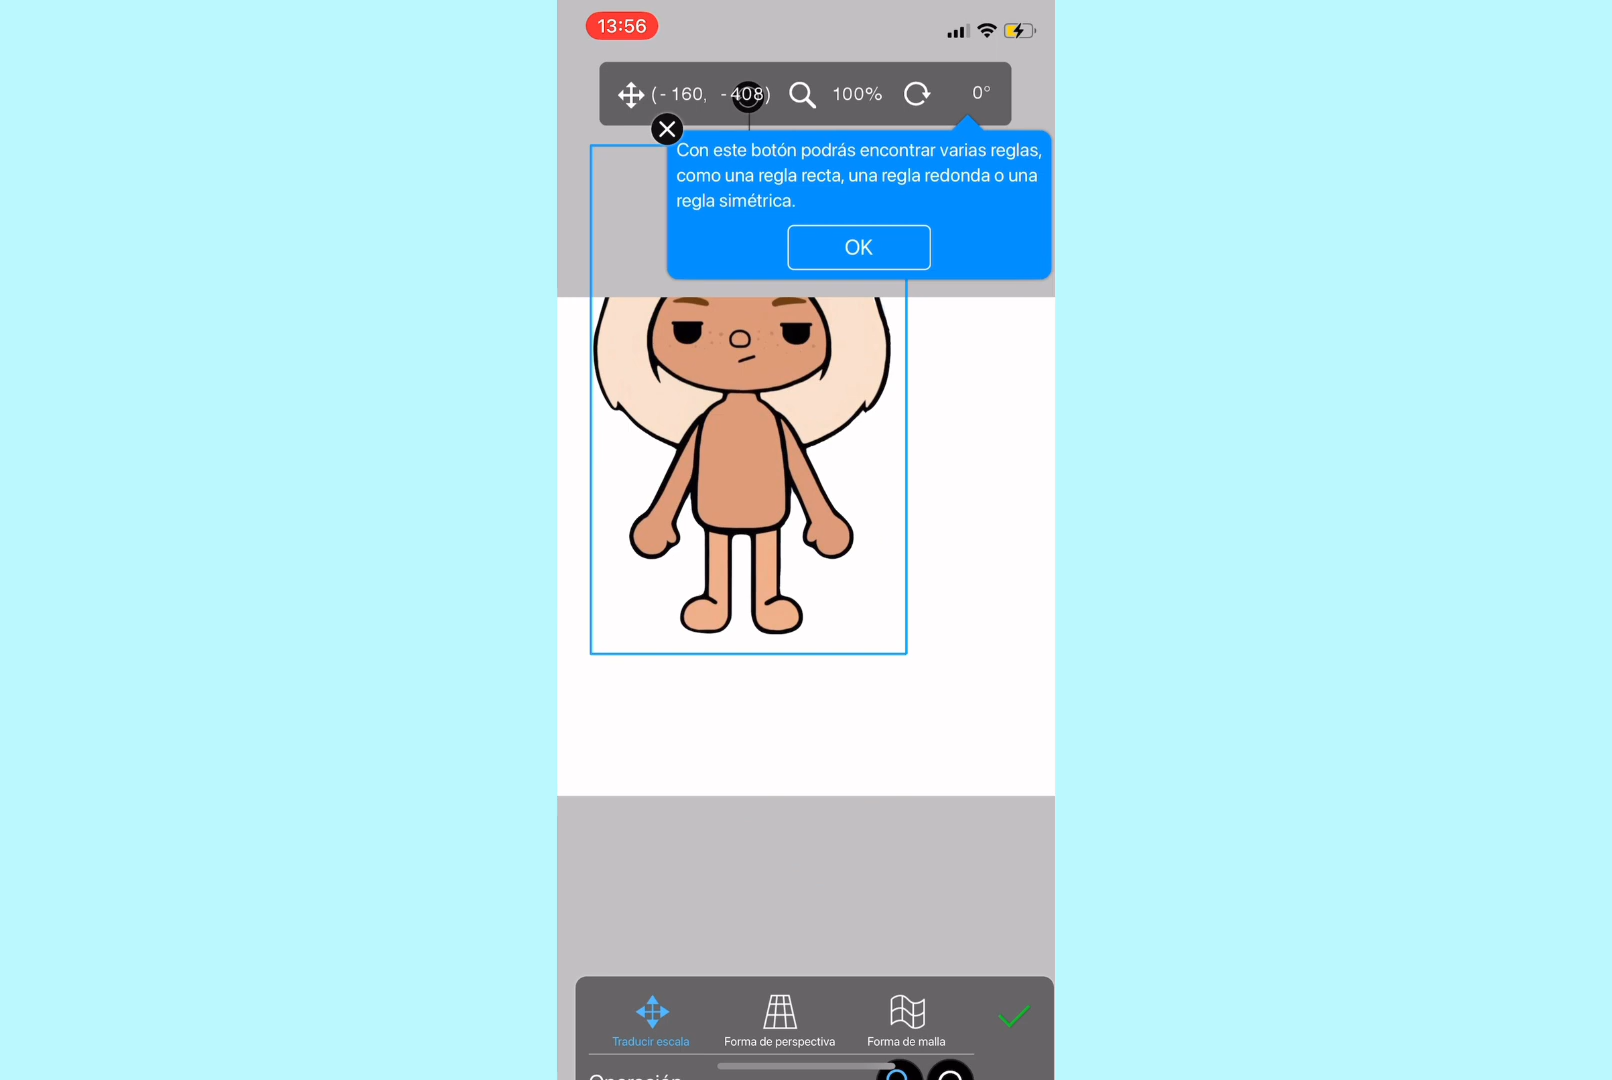 13:56
(-160, -408) 100% 0°
Con este botón podrás encontrar varias reglas,
como una regla recta, una regla redonda o una
regla simétrica.
OK
Traducir escala Forma de perspectiva Forma de malla
Operación